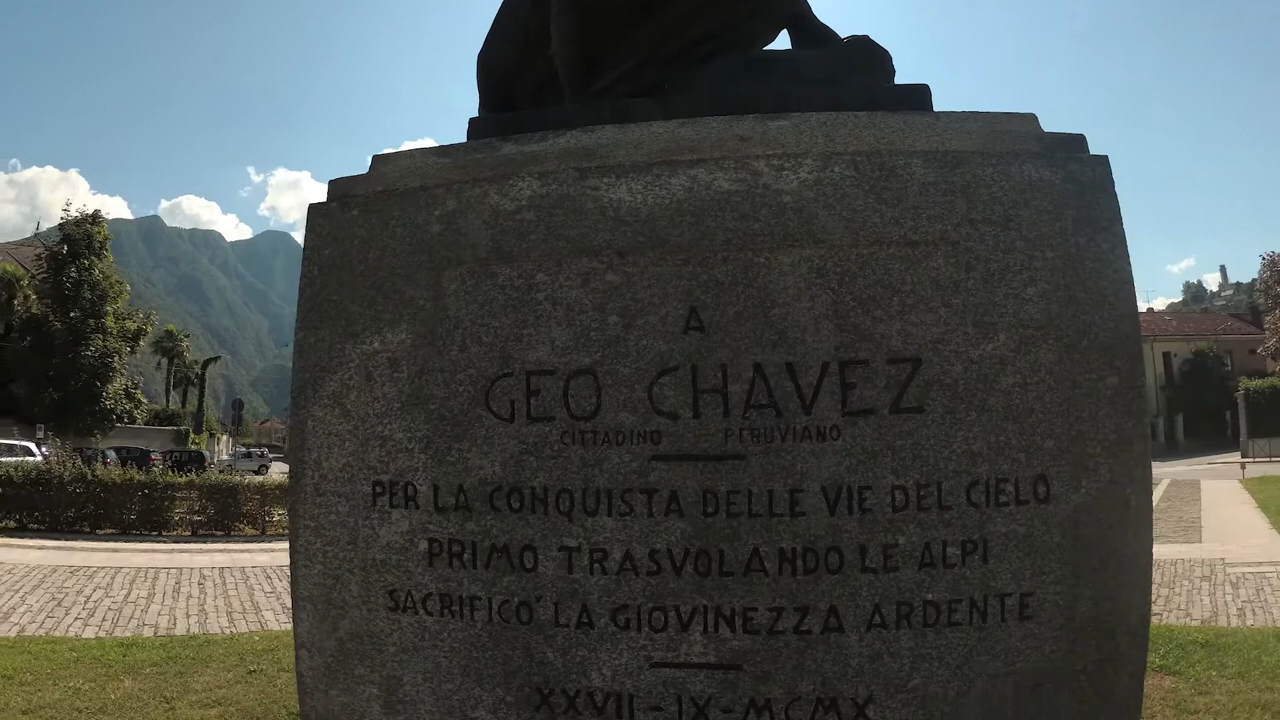 A
GEO CHAVEZ
CITTADINO PERUVIANO
PER LA CONQUISTA DELLE VIE DEL CIELO
PRIMO TRASVOLANDO LE ALPI
SACRIFICO' LA GIOVINEZZA ARDENTE
XXVII-IX-MCMX